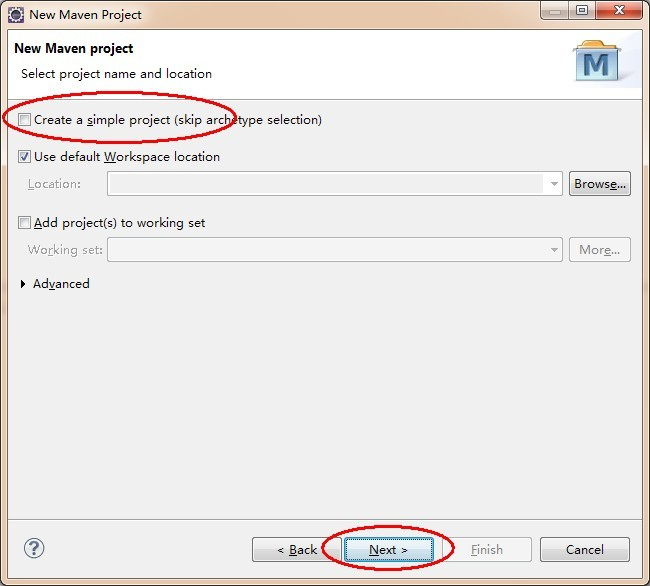 New Maven Project
New Maven project
Select project name and location
M
Create a simple project (skip archetype selection)
Use default Workspace location
Location:
Browse...
Add project(s) to working set
Working set:
More...
Advanced
?
< Back
Next >
Finish
Cancel